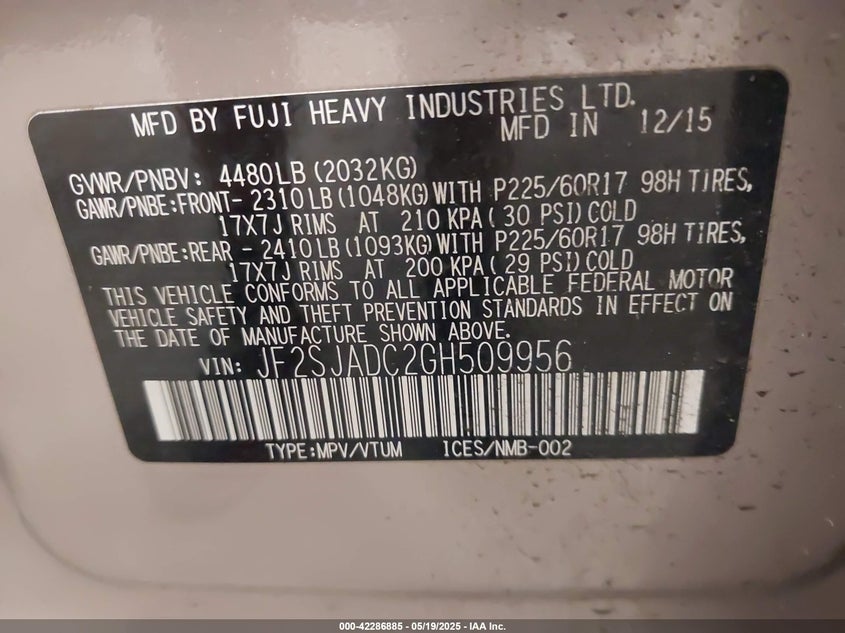 MFD BY FUJI HEAVY INDUSTRIES LTD.
MFD IN 12/15
GVWR/PNBV: 4480LB (2032KG)
GAWR/PNBE:FRONT- 2310LB (1048KG)WITH P225/60R17 98H TIRES,
17X7J RIMS AT 210 KPA ( 30 PSI) COLD
GAWR/PNBE:REAR - 2410LB (1093KG)WITH P225/60R17 98H TIRES,
17X7J RIMS AT 200 KPA ( 29 PSI) COLD
THIS VEHICLE CONFORMS TO ALL APPLICABLE FEDERAL MOTOR
VEHICLE SAFETY AND THEFT PREVENTION STANDARDS IN EFFECT ON
THE DATE OF MANUFACTURE SHOWN ABOVE.
VIN: JF2SJADC2GH509956
TYPE:MPV/VTUM ICES/NMB-002
000-42286885 - 05/19/2025 - IAA Inc.